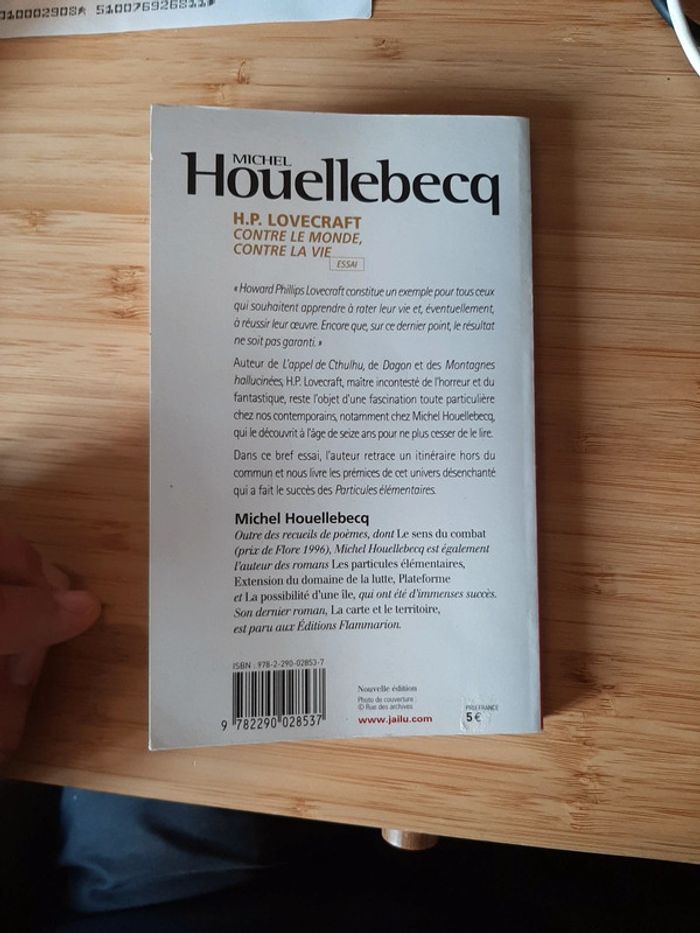 510076926811
MICHEL
Houellebecq
H.P. LOVECRAFT
CONTRE LE MONDE,
CONTRE LA VIE
ESSAI
« Howard Phillips Lovecraft constitue un exemple pour tous ceux
qui souhaitent apprendre à rater leur vie et, éventuellement,
à réussir leur œuvre. Encore que, sur ce dernier point, le résultat
ne soit pas garanti. »
Auteur de L'appel de Cthulhu, de Dagon et des Montagnes
hallucinées, H.P. Lovecraft, maître incontesté de l'horreur et du
fantastique, reste l'objet d'une fascination toute particulière
chez nos contemporains, notamment chez Michel Houellebecq,
qui le découvrit à l'âge de seize ans pour ne plus cesser de le lire.
Dans ce bref essai, l'auteur retrace un itinéraire hors du
commun et nous livre les prémices de cet univers désenchanté
qui a fait le succès des Particules élémentaires.
Michel Houellebecq
Outre des recueils de poèmes, dont Le sens du combat
(prix de Flore 1996), Michel Houellebecq est également
l'auteur des romans Les particules élémentaires,
Extension du domaine de la lutte, Plateforme
et La possibilité d'une île, qui ont été d'immenses succès.
Son dernier roman, La carte et le territoire,
est paru aux Éditions Flammarion.
ISBN : 978-2-290-02853-7
9 782290 028537
Nouvelle édition
Photo de couverture :
© Rue des archives
www.jailu.com
PRIX FRANCE
5 €